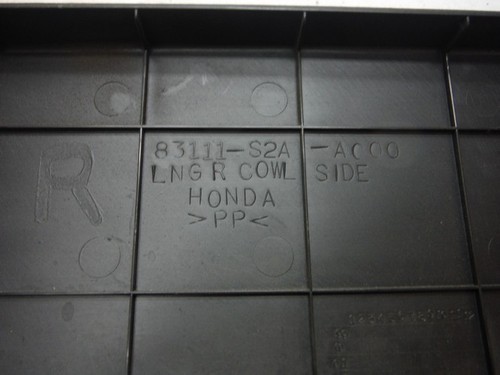 83111-S2A-A000
R
LNG R COWL SIDE
HONDA
>PP<